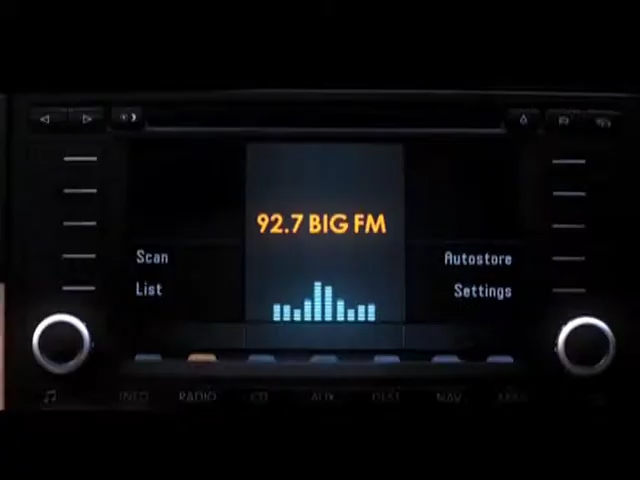 92.7 BIG FM
Scan
Autostore
List
Settings
INFO
RADIO
CD
AUX
DEST
NAV